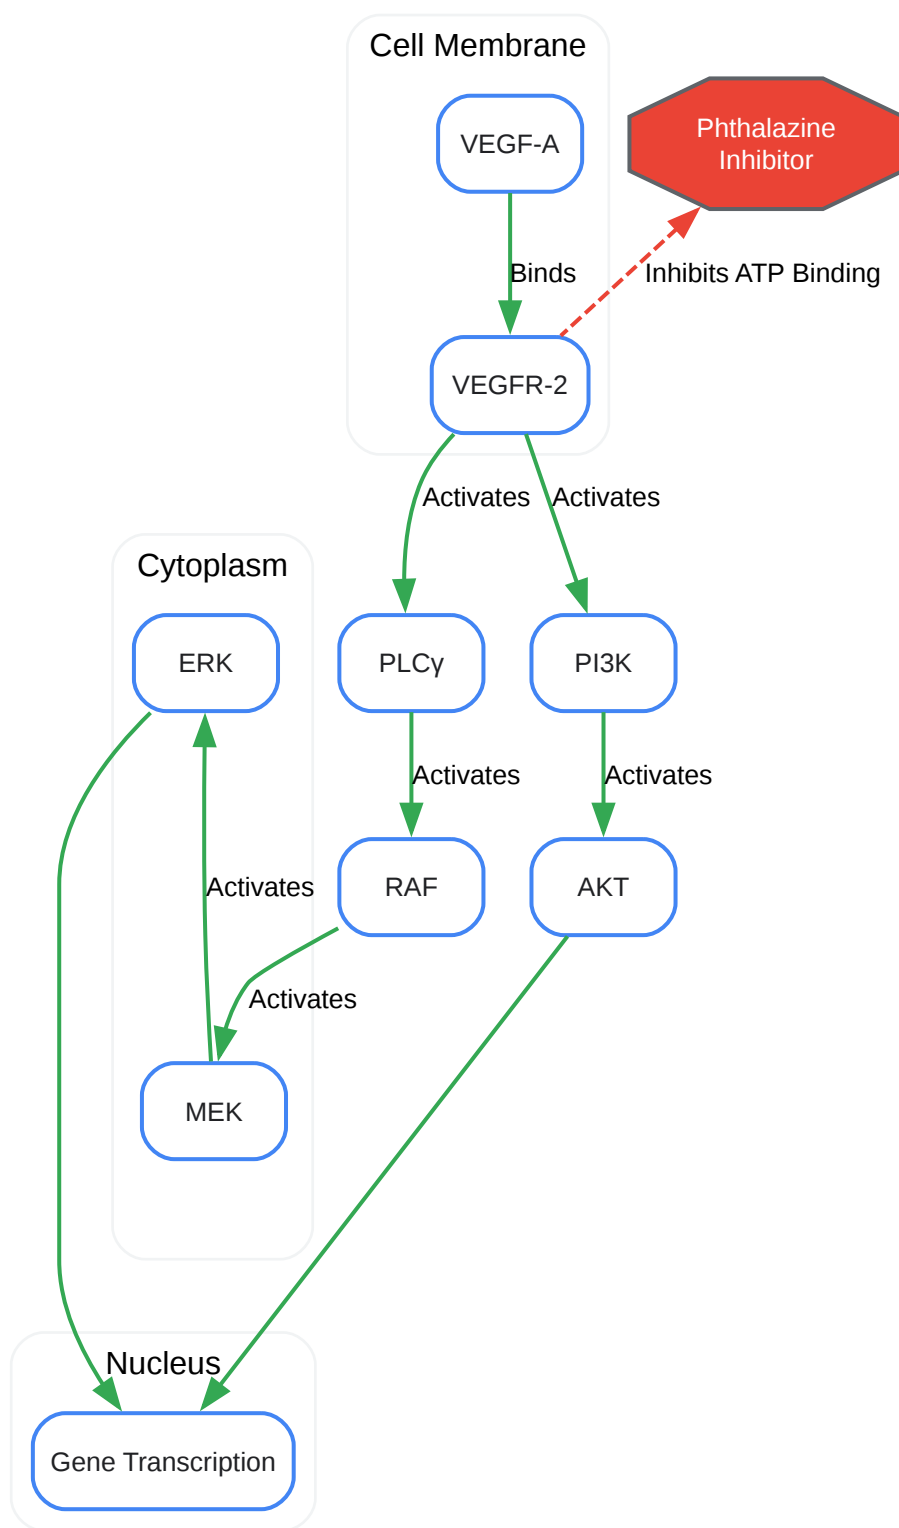 Cell Membrane
VEGF-A
Phthalazine
Inhibitor
Binds
Inhibits ATP Binding
VEGFR-2
Activates
Activates
Cytoplasm
ERK
PLCγ
PI3K
Activates
Activates
Activates
RAF
AKT
Activates
MEK
Nucleus
Gene Transcription